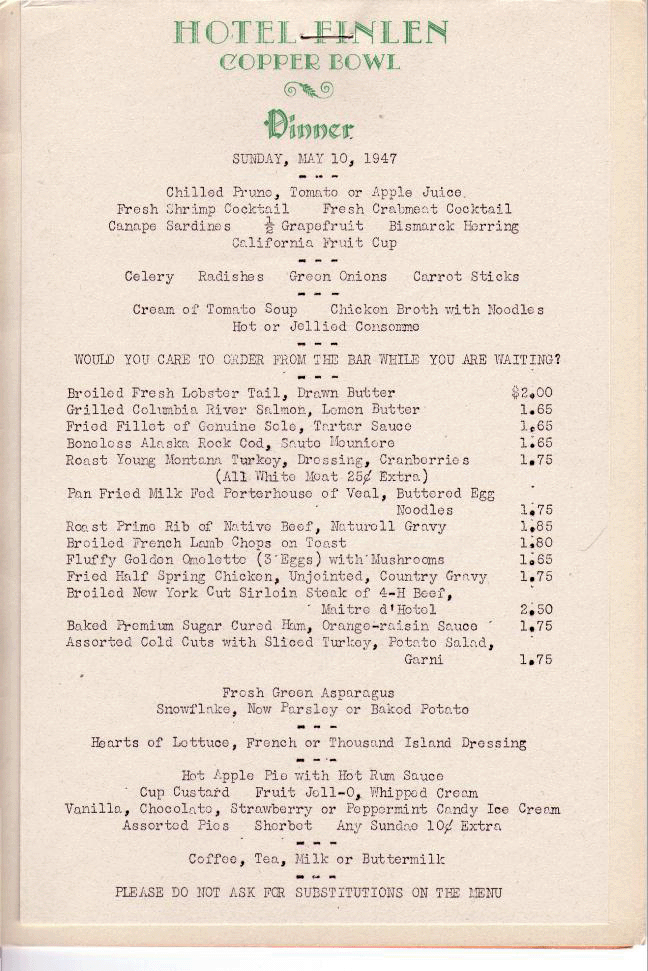 HOTEL FINLEN
COPPER BOWL
Dinner
SUNDAY, MAY 10, 1947
- - -
Chilled Prune, Tomato or Apple Juice.
Fresh Shrimp Cocktail Fresh Crabmeat Cocktail
Canape Sardines ½ Grapefruit Bismarck Herring
California Fruit Cup
- - -
Celery Radishes Green Onions Carrot Sticks
- - -
Cream of Tomato Soup Chicken Broth with Noodles
Hot or Jellied Consomme
- - -
WOULD YOU CARE TO ORDER FROM THE BAR WHILE YOU ARE WAITING?
- - -
Broiled Fresh Lobster Tail, Drawn Butter $2.00
Grilled Columbia River Salmon, Lemon Butter 1.65
Fried Fillet of Genuine Sole, Tartar Sauce 1.65
Boneless Alaska Rock Cod, Saute Mouniere 1.65
Roast Young Montana Turkey, Dressing, Cranberries 1.75
(All White Meat 25¢ Extra)
Pan Fried Milk Fed Porterhouse of Veal, Buttered Egg
Noodles 1.75
Roast Prime Rib of Native Beef, Naturell Gravy 1.85
Broiled French Lamb Chops on Toast 1.80
Fluffy Golden Omelette (3 Eggs) with Mushrooms 1.65
Fried Half Spring Chicken, Unjointed, Country Gravy 1.75
Broiled New York Cut Sirloin Steak of 4-H Beef,
Maitre d'Hotel 2.50
Baked Premium Sugar Cured Ham, Orange-raisin Sauce 1.75
Assorted Cold Cuts with Sliced Turkey, Potato Salad,
Garni 1.75
Fresh Green Asparagus
Snowflake, New Parsley or Baked Potato
- - -
Hearts of Lettuce, French or Thousand Island Dressing
- - -
Hot Apple Pie with Hot Rum Sauce
Cup Custard Fruit Jell-O, Whipped Cream
Vanilla, Chocolate, Strawberry or Peppermint Candy Ice Cream
Assorted Pies Sherbet Any Sundae 10¢ Extra
- - -
Coffee, Tea, Milk or Buttermilk
- - -
PLEASE DO NOT ASK FOR SUBSTITUTIONS ON THE MENU